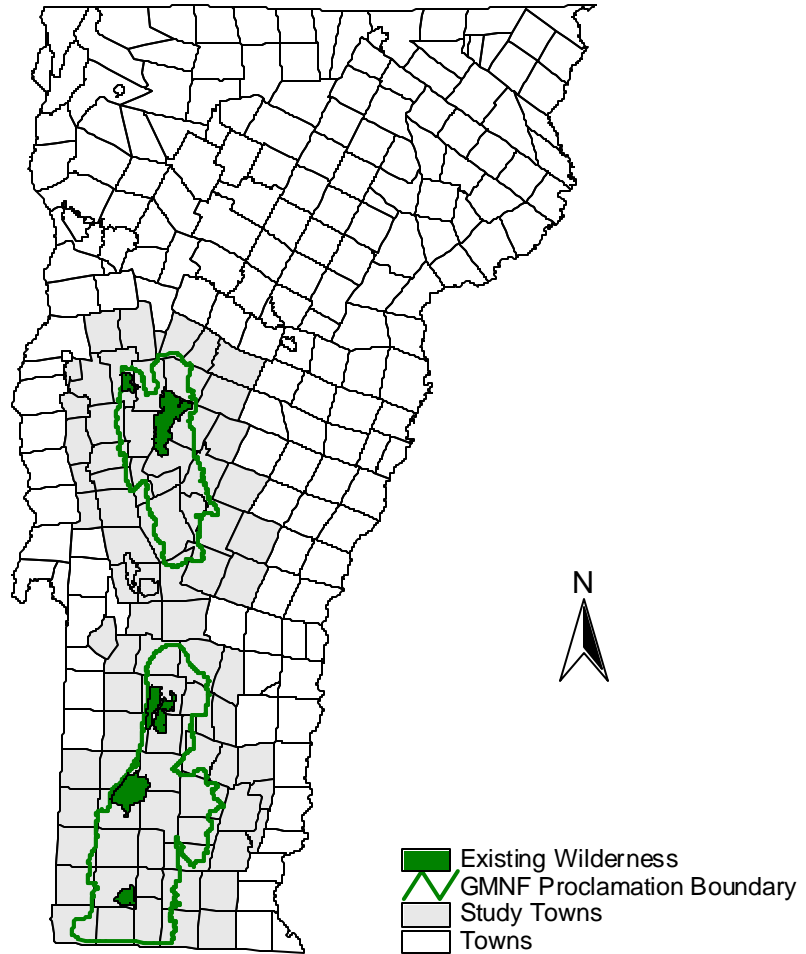 N
Existing Wilderness
GMNF Proclamation Boundary
Study Towns
Towns